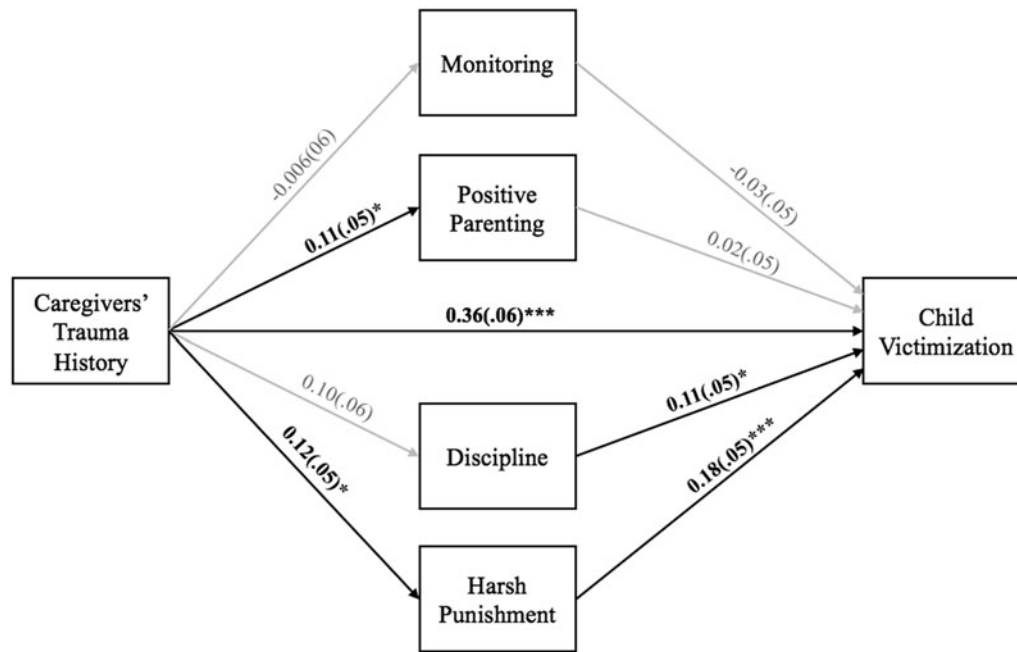 Monitoring
-0.006(06)
-0.03(.05)
Positive
Parenting
0.11(.05)*
0.02(.05)
Caregivers’
Trauma
History
0.36(.06)***
Child
Victimization
0.10(.06)
0.11(.05)*
Discipline
0.12(.05)*
0.18(.05)***
Harsh
Punishment